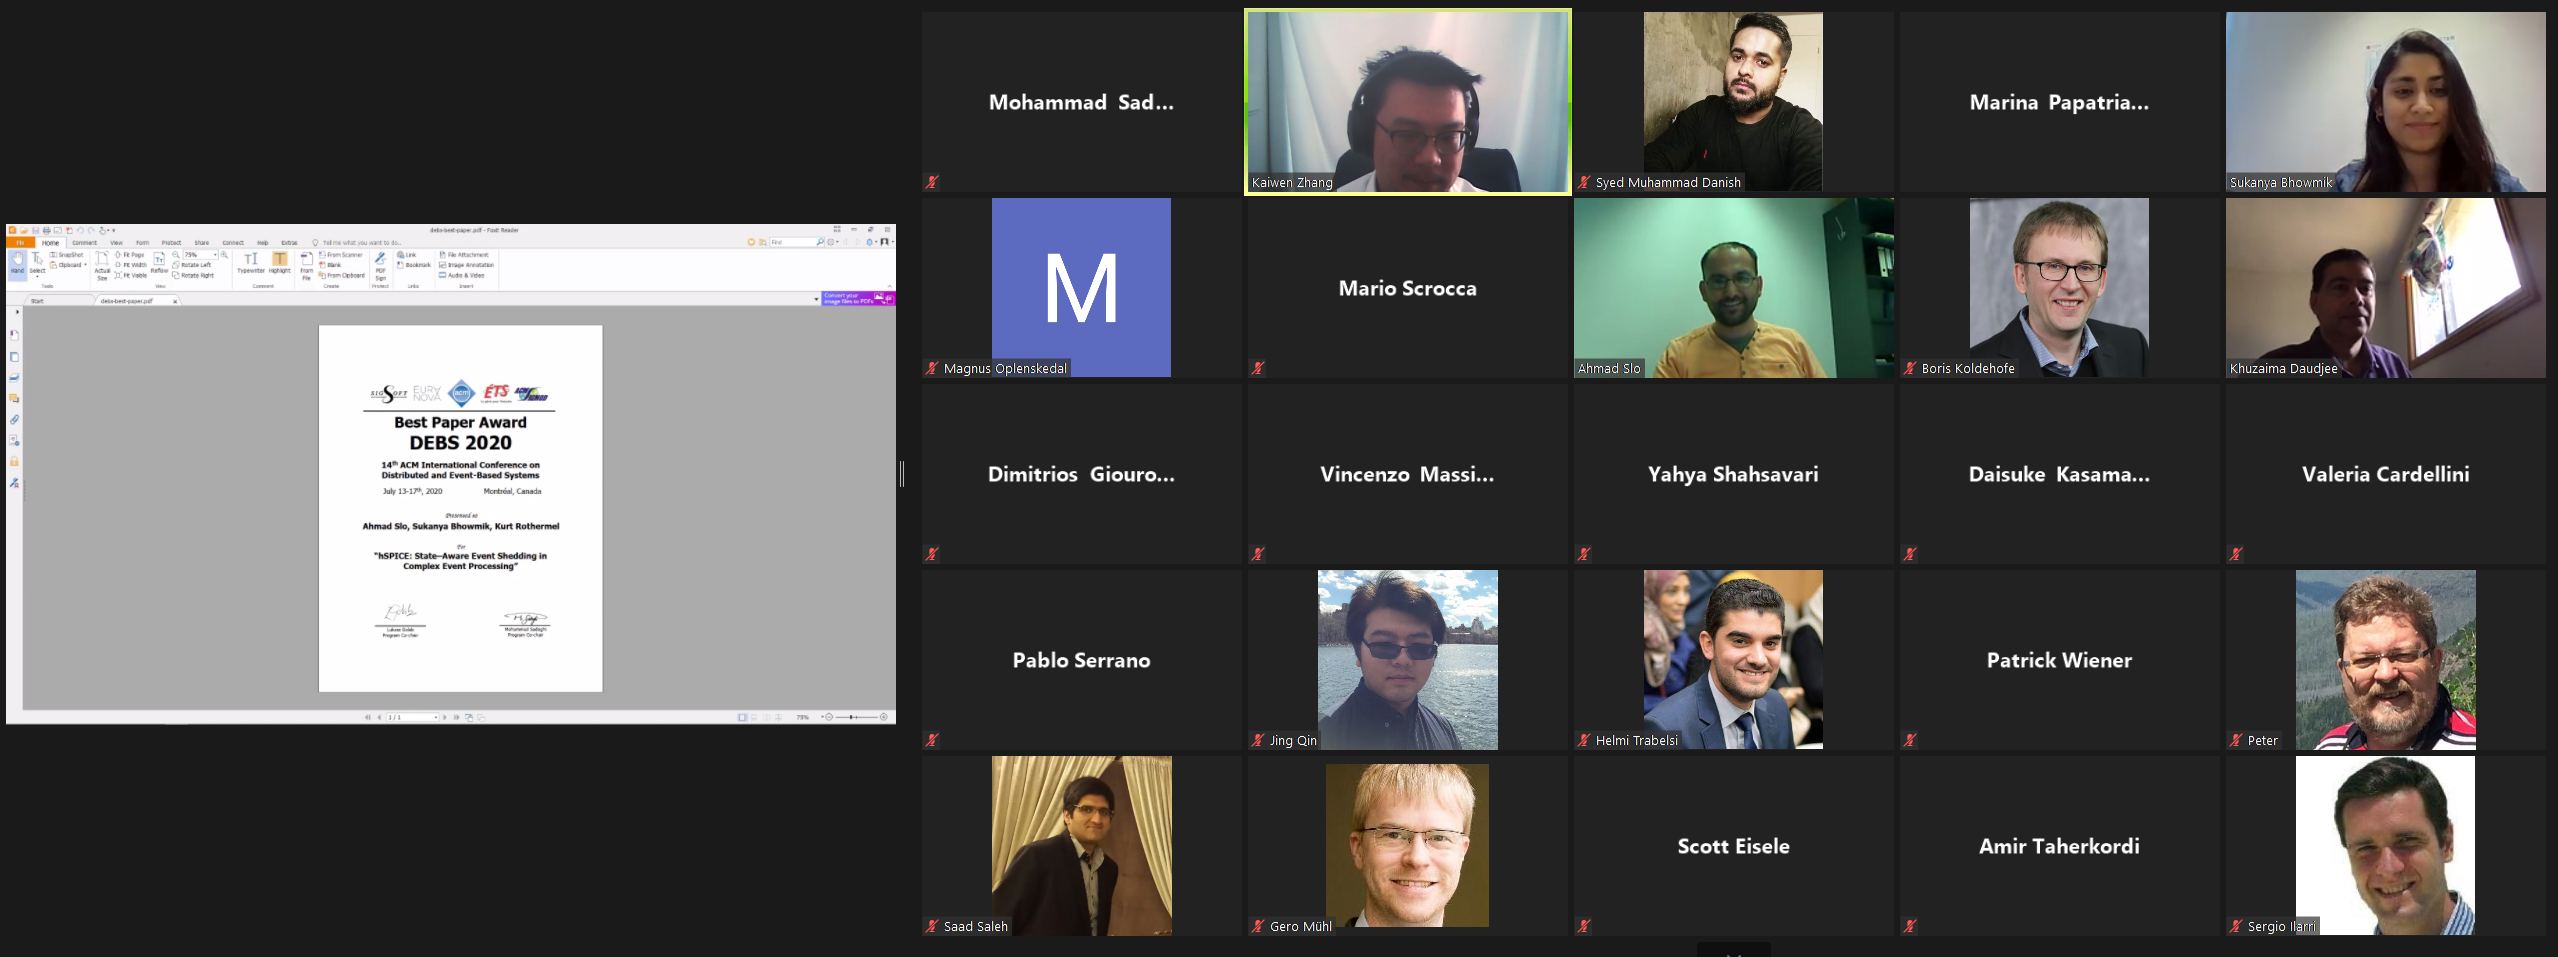 debs-best-paper.pdf - Foxit Reader
File
Home
Comment
View
Form
Protect
Share
Connect
Help
Extras
Tell me what you want to do..
Find
Hand
Select
SnapShot
Clipboard
Actual
Size
Fit Page
Fit Width
Fit Visible
Reflow
75%
Rotate Left
Rotate Right
Typewriter
Highlight
From
File
From Scanner
Blank
From Clipboard
PDF
Sign
Link
Bookmark
File Attachment
Image Annotation
Audio & Video
Tools
View
Comment
Create
Protect
Links
Insert
Start
debs-best-paper.pdf
Convert your
image files to PDFs
SIGSOFT
EURA
NOVA
acm
ÉTS
ACM
Best Paper Award
DEBS 2020
14th ACM International Conference on
Distributed and Event-Based Systems
July 13-17th, 2020
Montréal, Canada
Presented to
Ahmad Slo, Sukanya Bhowmik, Kurt Rothermel
For
"hSPICE: State-Aware Event Shedding in
Complex Event Processing"
Lukasz Golab
Program Co-chair
Mohammad Sadoghi
Program Co-chair
1 / 1
75%
Mohammad Sad...
Kaiwen Zhang
Syed Muhammad Danish
Marina Papatria...
Sukanya Bhowmik
M
Magnus Oplenskedal
Mario Scrocca
Ahmad Slo
Boris Koldehofe
Khuzaima Daudjee
Dimitrios Giouro...
Vincenzo Massi...
Yahya Shahsavari
Daisuke Kasama...
Valeria Cardellini
Pablo Serrano
Jing Qin
Helmi Trabelsi
Patrick Wiener
Peter
Saad Saleh
Gero Mühl
Scott Eisele
Amir Taherkordi
Sergio Ilarri